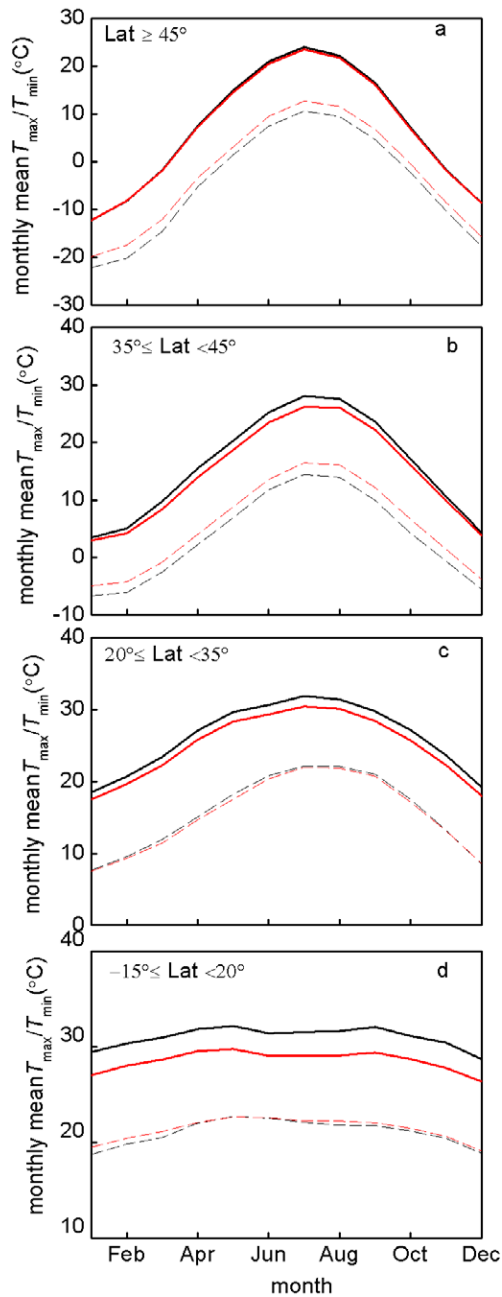 a
Lat ≥ 45°
30
20
10
0
-10
-20
-30
monthly mean Tmax/Tmin(°C)
b
35°≤ Lat <45°
40
30
20
10
0
-10
monthly mean Tmax/Tmin(°C)
c
20°≤ Lat <35°
40
30
20
10
0
monthly mean Tmax/Tmin(°C)
d
−15°≤ Lat <20°
40
30
20
10
monthly mean Tmax/Tmin(°C)
Feb Apr Jun Aug Oct Dec
month